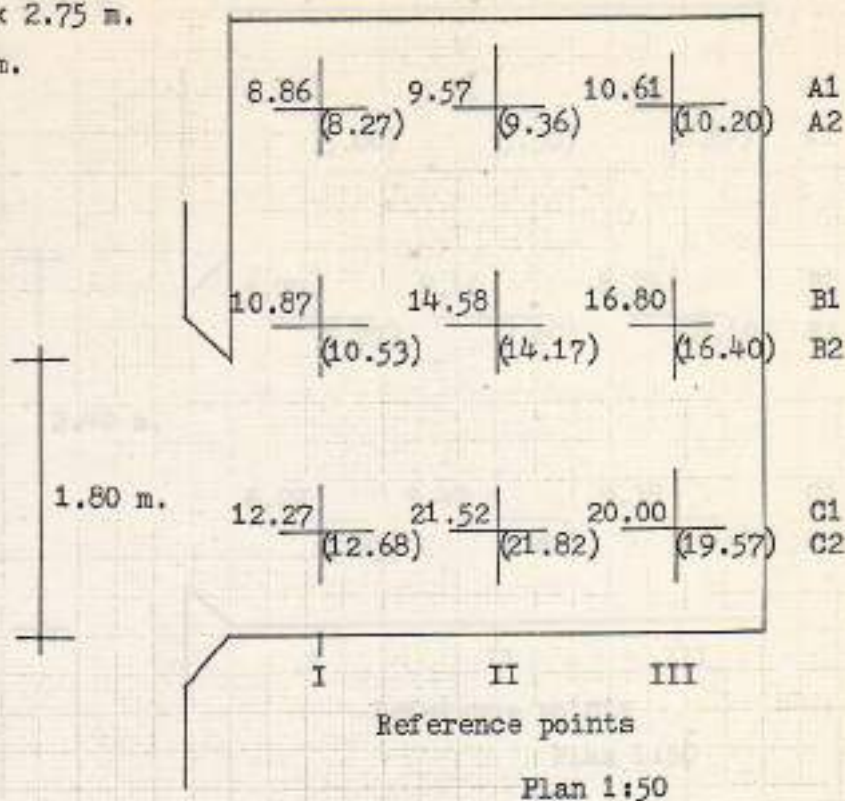 x 2.75 m.
m.
8.86 9.57 10.61 A1
(8.27) (9.36) (10.20) A2
10.87 14.58 16.80 B1
(10.53) (14.17) (16.40) B2
1.80 m.
12.27 21.52 20.00 C1
(12.68) (21.82) (19.57) C2
I II III
Reference points
Plan 1:50